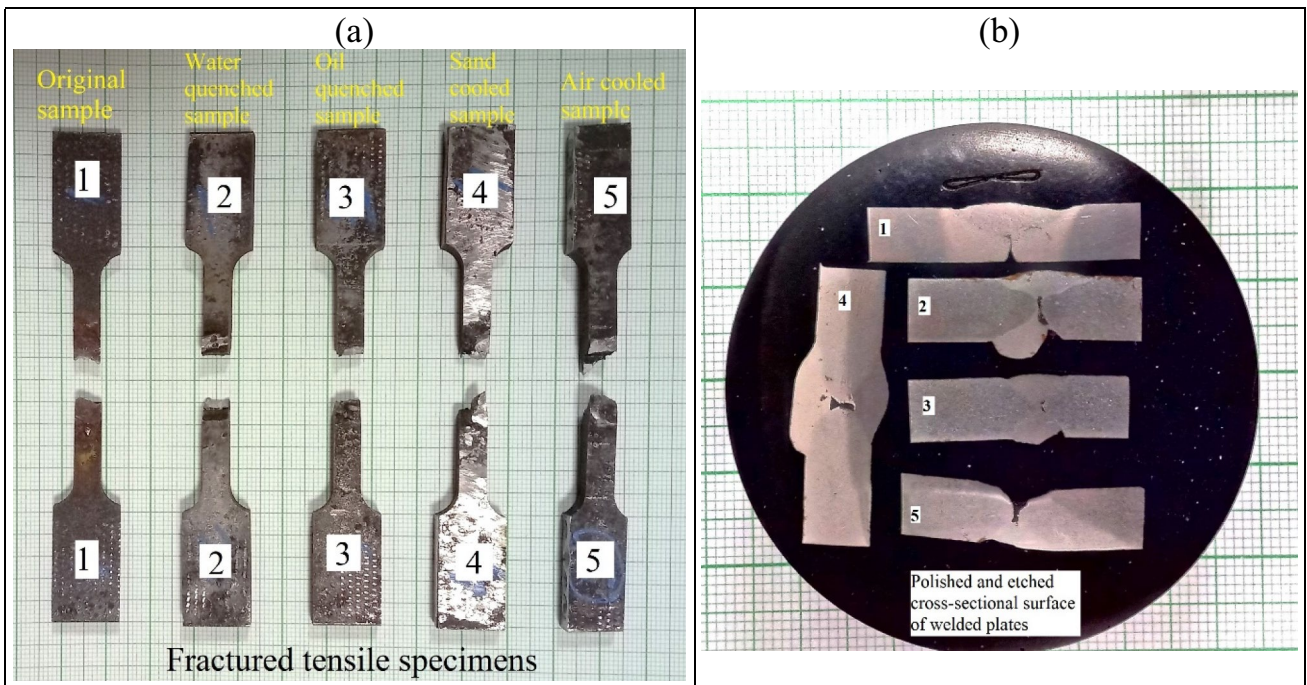 (a)
Original
sample
Water
quenched
sample
Oil
quenched
sample
Sand
cooled
sample
Air cooled
sample
1
2
3
4
5
1
2
3
4
5
Fractured tensile specimens
(b)
1
2
3
4
5
Polished and etched
cross-sectional surface
of welded plates